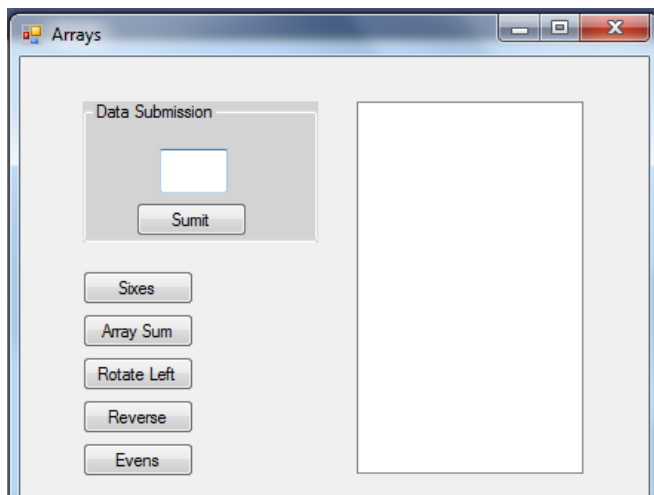 Arrays
Data Submission
Sumit
Sixes
Array Sum
Rotate Left
Reverse
Evens